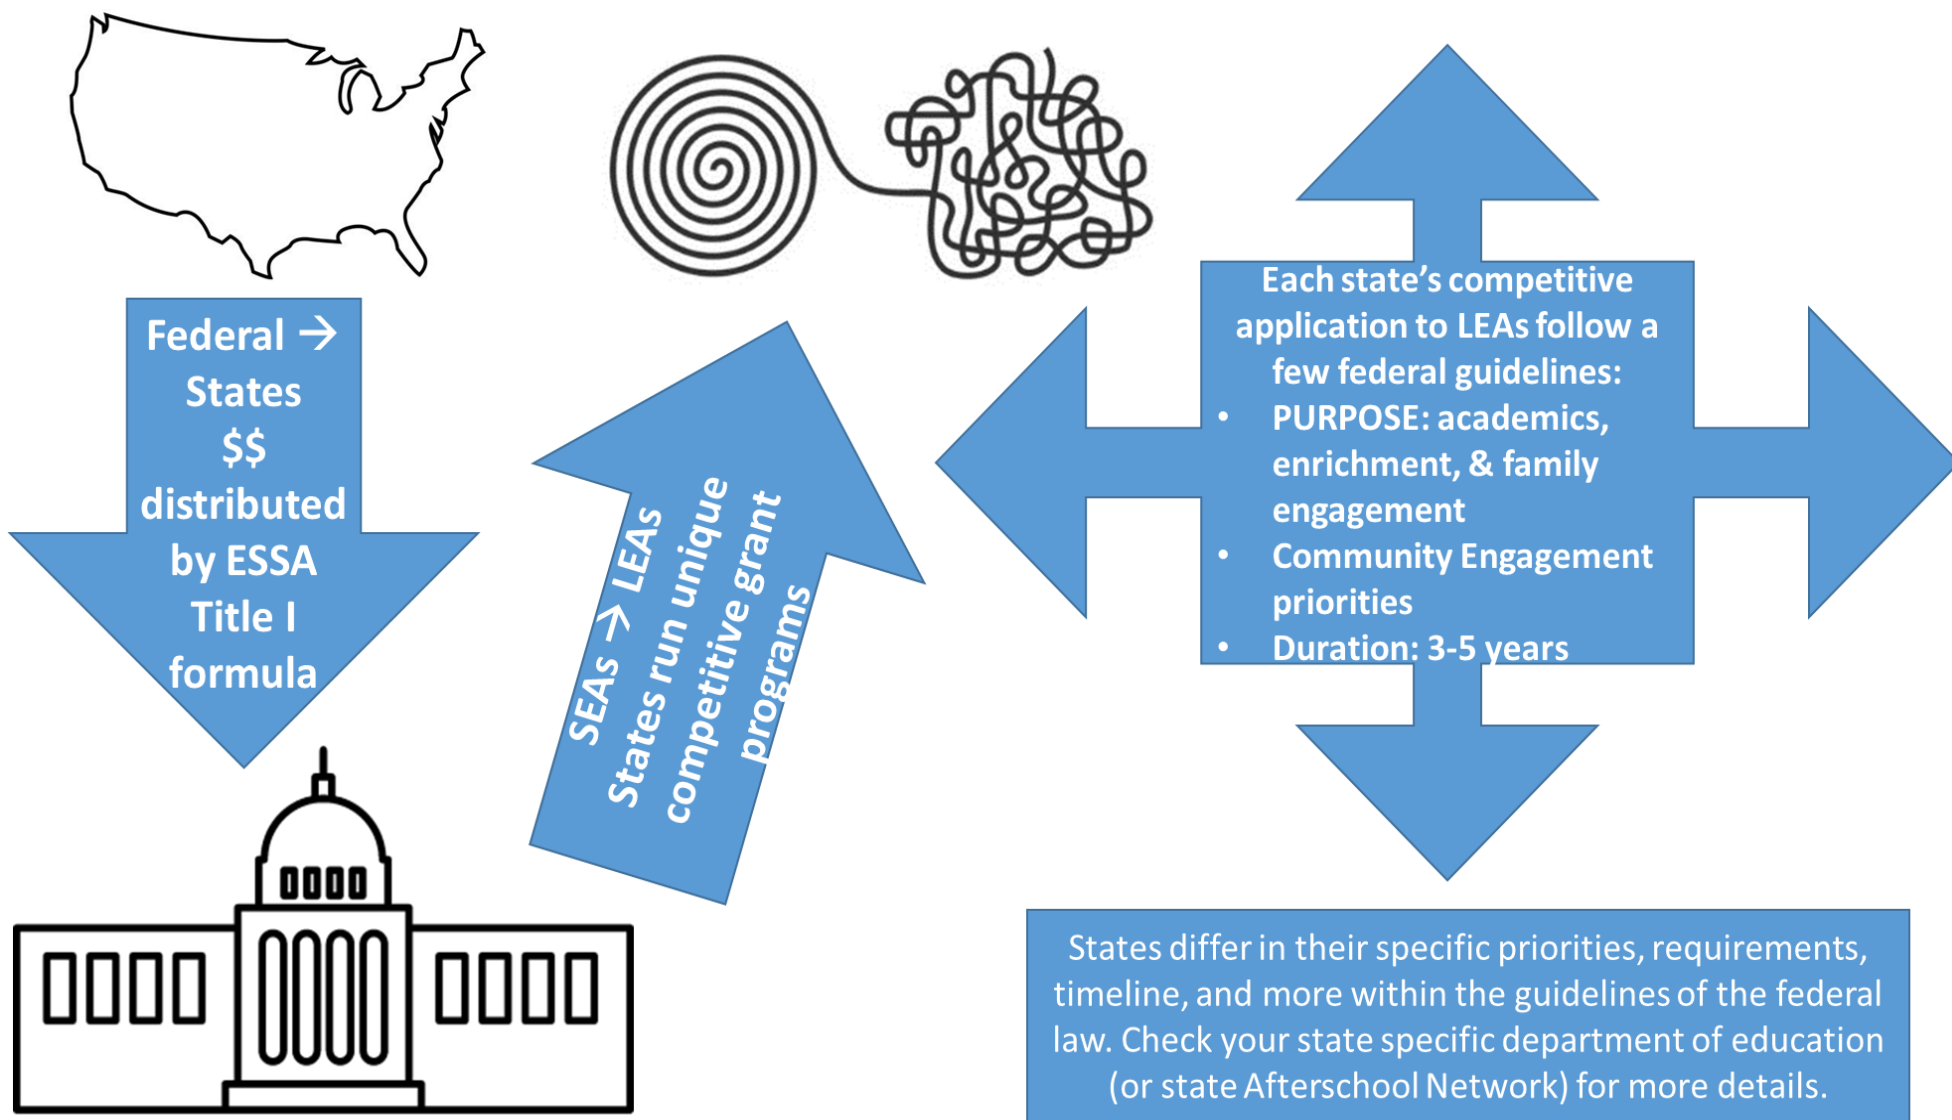 Federal →
States
$$
distributed
by ESSA
Title I
formula
SEAs → LEAs
States run unique
competitive grant
programs
Each state’s competitive
application to LEAs follow a
few federal guidelines:
• PURPOSE: academics,
enrichment, & family
engagement
• Community Engagement
priorities
• Duration: 3-5 years
States differ in their specific priorities, requirements,
timeline, and more within the guidelines of the federal
law. Check your state specific department of education
(or state Afterschool Network) for more details.